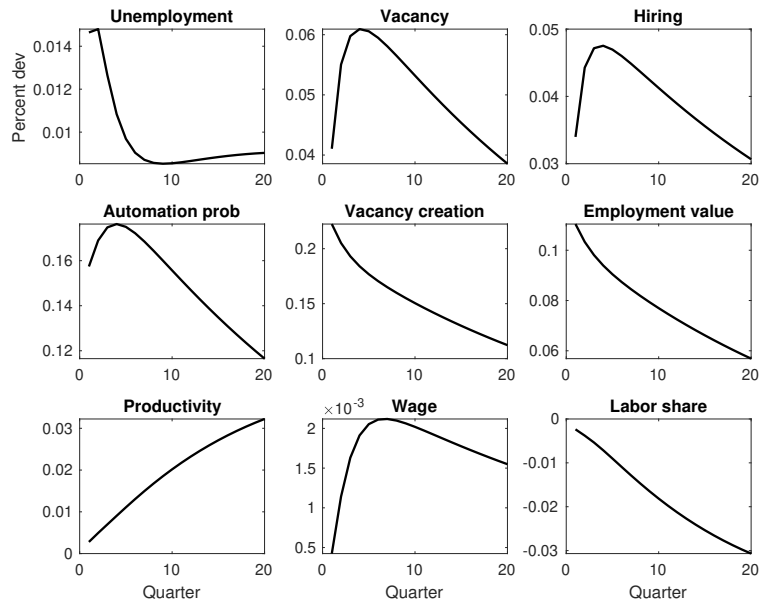 Unemployment
Percent dev
0.014
0.012
0.01
0 10 20
Vacancy
0.06
0.05
0.04
0 10 20
Hiring
0.05
0.04
0.03
0 10 20
Automation prob
0.16
0.14
0.12
0 10 20
Vacancy creation
0.2
0.15
0.1
0 10 20
Employment value
0.1
0.08
0.06
0 10 20
Productivity
0.03
0.02
0.01
0
0 10 20
Quarter
Wage
×10⁻³
2
1.5
1
0.5
0 10 20
Quarter
Labor share
0
-0.01
-0.02
-0.03
0 10 20
Quarter